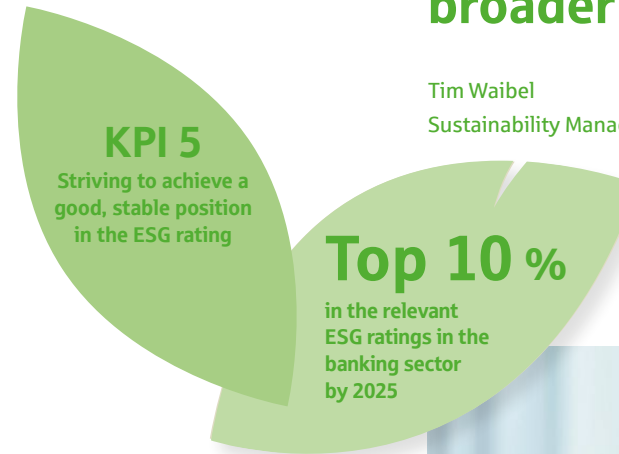 broader
Tim Waibel
Sustainability
KPI 5
Striving to achieve a
good, stable position
in the ESG rating
Top 10 %
in the relevant
ESG ratings in the
banking sector
by 2025